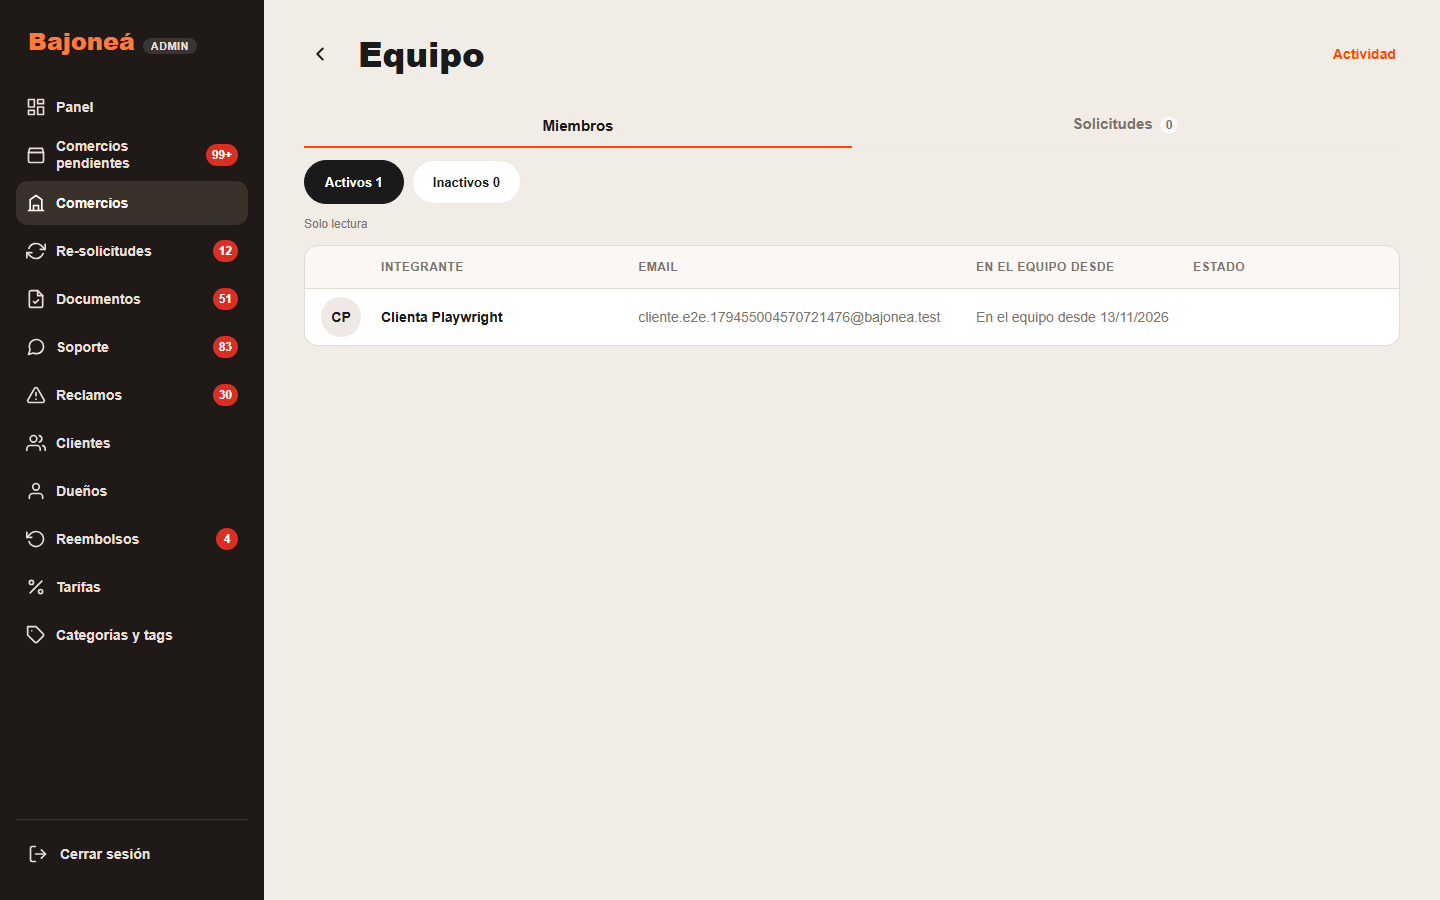 Bajoneá ADMIN
Panel
Comercios
pendientes
99+
Comercios
Re-solicitudes 12
Documentos 51
Soporte 83
Reclamos 30
Clientes
Dueños
Reembolsos 4
Tarifas
Categorías y tags
Cerrar sesión
Equipo
Actividad
Miembros
Solicitudes 0
Activos 1
Inactivos 0
Solo lectura
INTEGRANTE EMAIL EN EL EQUIPO DESDE ESTADO
CP Clienta Playwright cliente.e2e.179455004570721476@bajonea.test En el equipo desde 13/11/2026